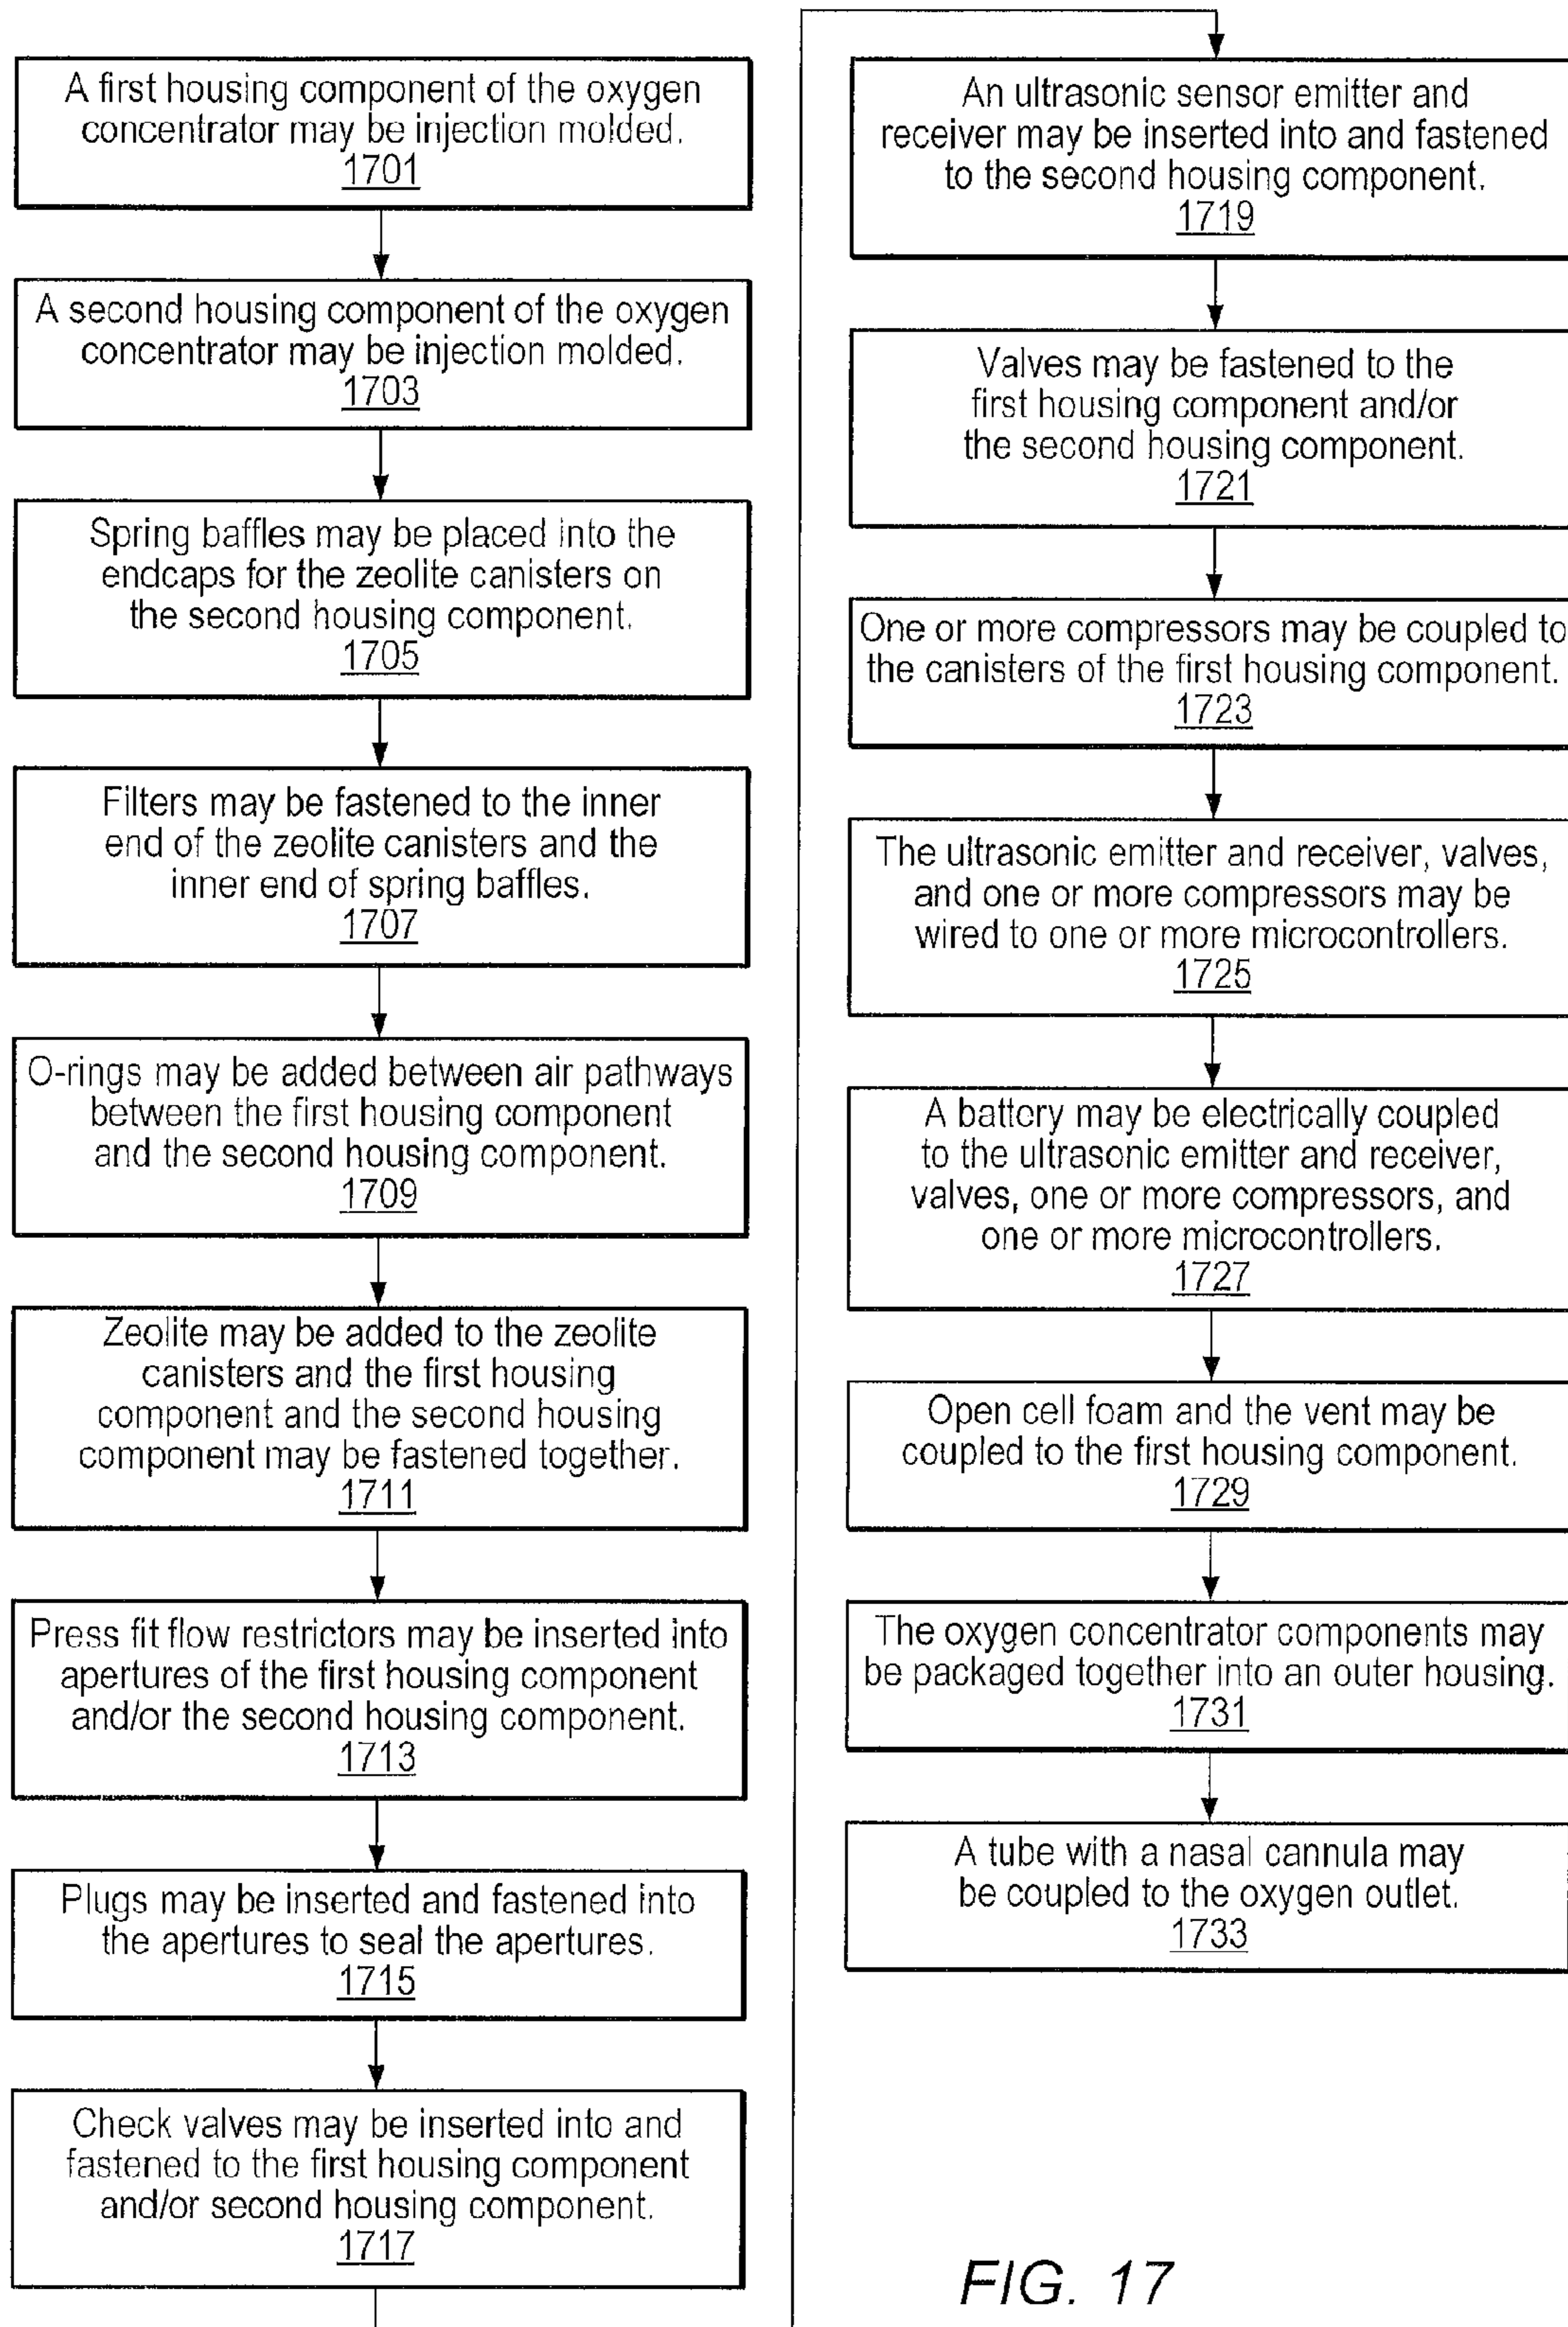 A first housing component of the oxygen
concentrator may be injection molded.
1701
A second housing component of the oxygen
concentrator may be injection molded.
1703
Spring baffles may be placed into the
endcaps for the zeolite canisters on
the second housing component.
1705
Filters may be fastened to the inner
end of the zeolite canisters and the
inner end of spring baffles.
1707
O-rings may be added between air pathways
between the first housing component
and the second housing component.
1709
Zeolite may be added to the zeolite
canisters and the first housing
component and the second housing
component may be fastened together.
1711
Press fit flow restrictors may be inserted into
apertures of the first housing component
and/or the second housing component.
1713
Plugs may be inserted and fastened into
the apertures to seal the apertures.
1715
Check valves may be inserted into and
fastened to the first housing component
and/or second housing component.
1717
An ultrasonic sensor emitter and
receiver may be inserted into and fastened
to the second housing component.
1719
Valves may be fastened to the
first housing component and/or
the second housing component.
1721
One or more compressors may be coupled to
the canisters of the first housing component.
1723
The ultrasonic emitter and receiver, valves,
and one or more compressors may be
wired to one or more microcontrollers.
1725
A battery may be electrically coupled
to the ultrasonic emitter and receiver,
valves, one or more compressors, and
one or more microcontrollers.
1727
Open cell foam and the vent may be
coupled to the first housing component.
1729
The oxygen concentrator components may
be packaged together into an outer housing.
1731
A tube with a nasal cannula may
be coupled to the oxygen outlet.
1733
FIG. 17